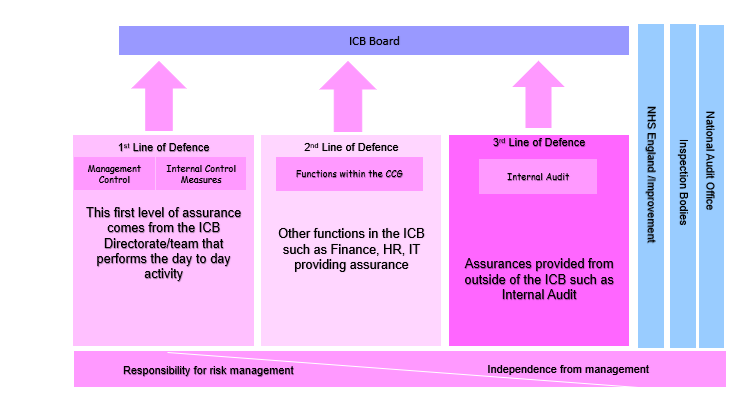 ICB Board
1st Line of Defence
Management
Control
Internal Control
Measures
This first level of assurance
comes from the ICB
Directorate/team that
performs the day to day
activity
2nd Line of Defence
Functions within the CCG
Other functions in the ICB
such as Finance, HR, IT
providing assurance
3rd Line of Defence
Internal Audit
Assurances provided from
outside of the ICB such as
Internal Audit
NHS England /Improvement
Inspection Bodies
National Audit Office
Responsibility for risk management
Independence from management